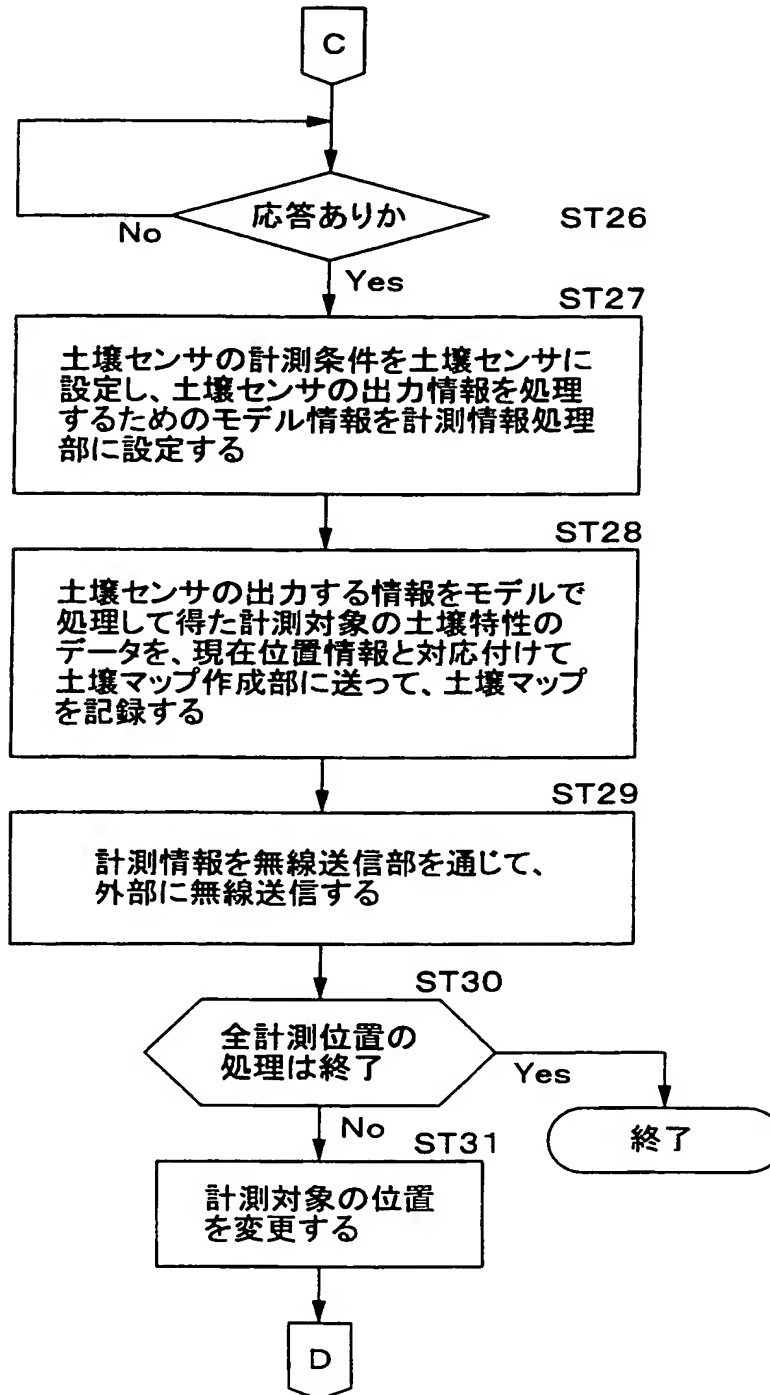 C
応答ありか
ST26
No
Yes
ST27
土壌センサの計測条件を土壌センサに
設定し、土壌センサの出力情報を処理
するためのモデル情報を計測情報処理
部に設定する
ST28
土壌センサの出力する情報をモデルで
処理して得た計測対象の土壌特性の
データを、現在位置情報と対応付けて
土壌マップ作成部に送って、土壌マップ
を記録する
ST29
計測情報を無線送信部を通じて、
外部に無線送信する
ST30
全計測位置の
処理は終了
Yes
No
終了
ST31
計測対象の位置
を変更する
D